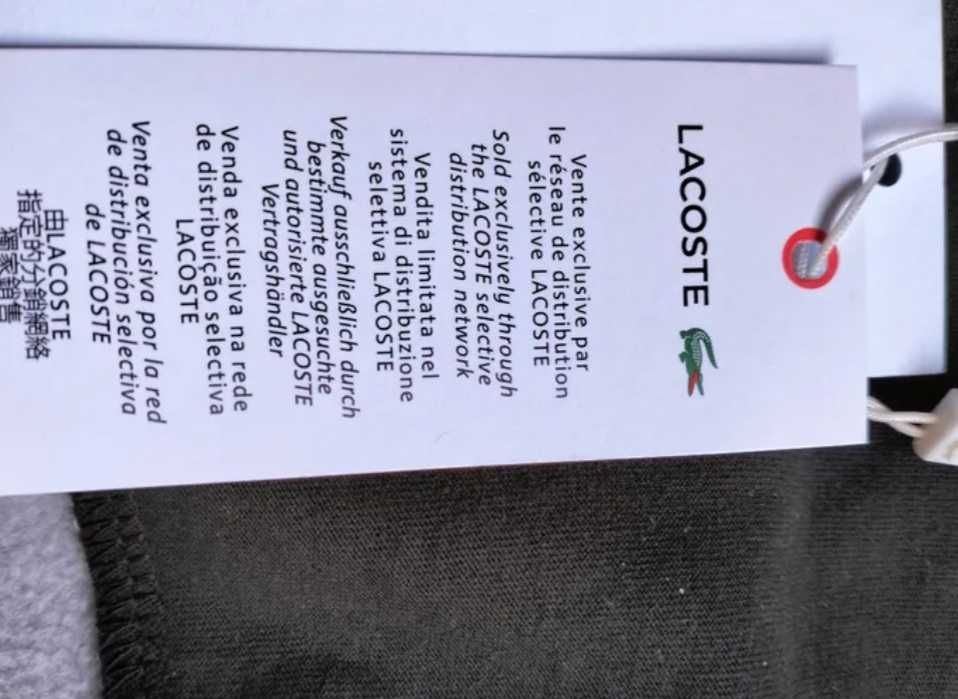 LACOSTE
Vente exclusive par
le réseau de distribution
sélective LACOSTE
Sold exclusively through
the LACOSTE selective
distribution network
Vendita limitata nel
sistema di distribuzione
selettiva LACOSTE
Verkauf ausschließlich durch
bestimmte ausgesuchte
und autorisierte LACOSTE
Vertragshändler
Venda exclusiva na rede
de distribuição selectiva
LACOSTE
Venta exclusiva por la red
de distribución selectiva
de LACOSTE
由LACOSTE
指定的分銷網絡
獨家銷售